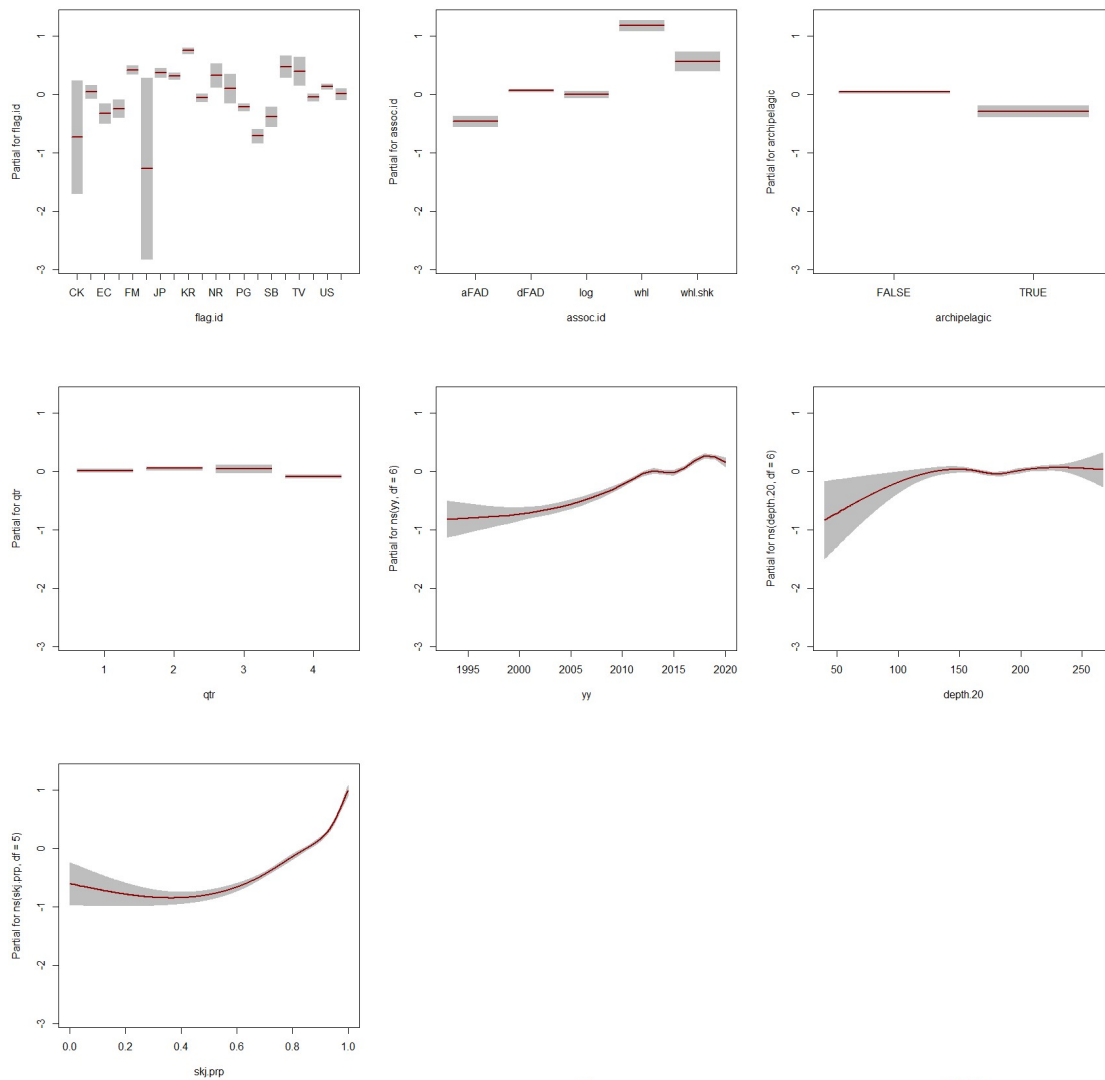 Partial for flag.id
1
0
-1
-2
-3
CK EC FM JP KR NR PG SB TV US
flag.id
Partial for assoc.id
1
0
-1
-2
-3
aFAD dFAD log whl whl.shk
assoc.id
Partial for archipelagic
1
0
-1
-2
-3
FALSE TRUE
archipelagic
Partial for qtr
1
0
-1
-2
-3
1 2 3 4
qtr
Partial for ns(yy, df = 6)
1
0
-1
-2
-3
1995 2000 2005 2010 2015 2020
yy
Partial for ns(depth.20, df = 6)
1
0
-1
-2
-3
50 100 150 200 250
depth.20
Partial for ns(skj.prp, df = 5)
1
0
-1
-2
-3
0.0 0.2 0.4 0.6 0.8 1.0
skj.prp